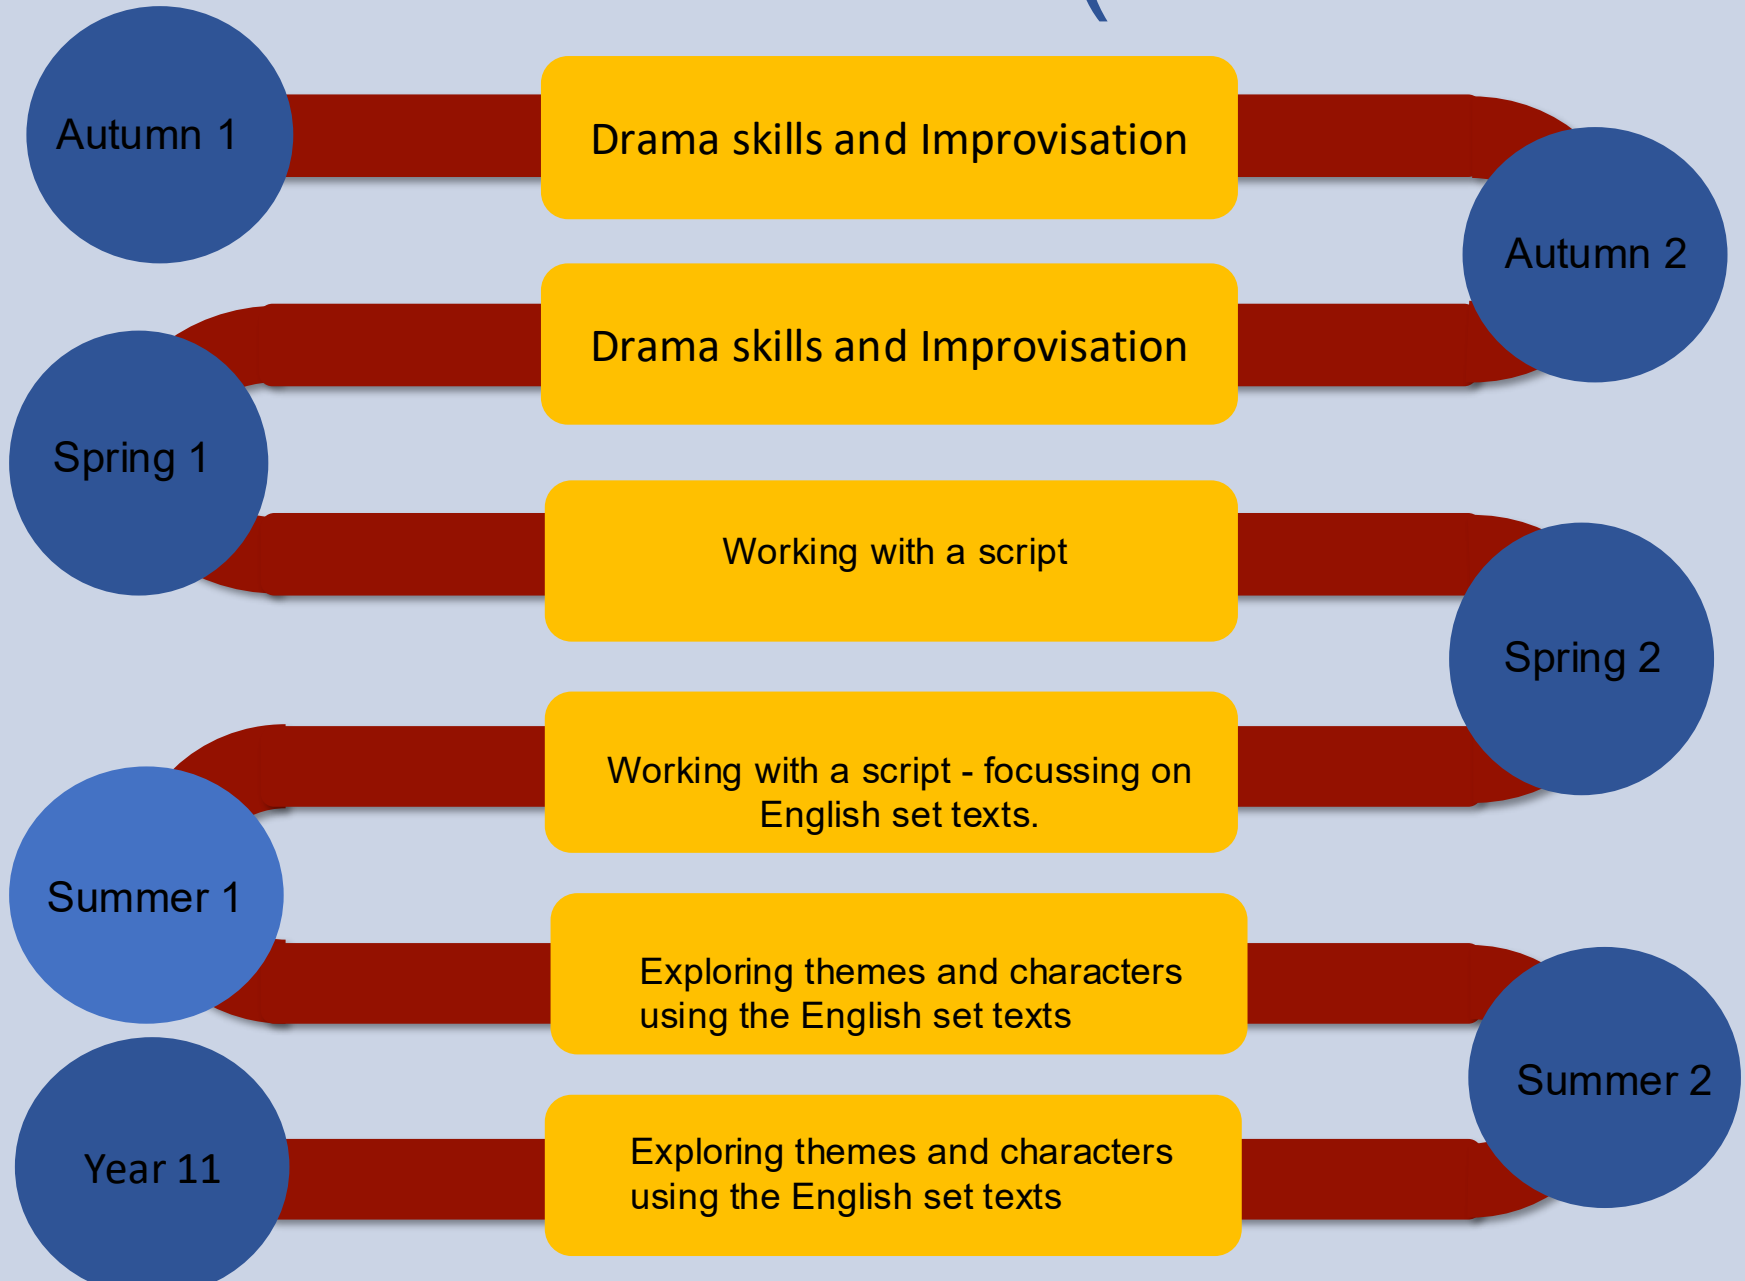 Autumn 1
Drama skills and Improvisation
Autumn 2
Drama skills and Improvisation
Spring 1
Working with a script
Spring 2
Working with a script - focussing on
English set texts.
Summer 1
Exploring themes and characters
using the English set texts
Summer 2
Exploring themes and characters
using the English set texts
Year 11